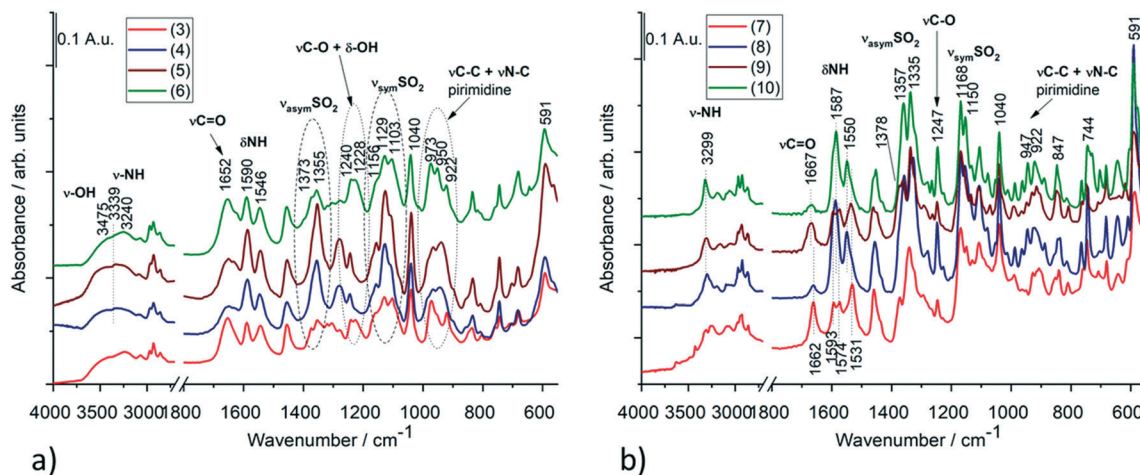 0.1 A.u.
(3)
(4)
(5)
(6)
νC-O + δ-OH
νasymSO2
νsymSO2
νC-C + νN-C
pirimidine
νC=O
δNH
ν-OH
ν-NH
3475
3339
3240
1652
1590
1546
1373
1355
1240
1228
1156
1129
1103
1040
973
950
922
591
Absorbance / arb. units
4000 3500 3000 1800 1600 1400 1200 1000 800 600
Wavenumber / cm-1
a)
0.1 A.u.
(7)
(8)
(9)
(10)
νC-O
νasymSO2
νsymSO2
νC-C + νN-C
pirimidine
δNH
ν-NH
νC=O
3299
1667
1587
1550
1378
1357
1335
1247
1168
1150
1040
947
922
847
744
591
1662
1593
1574
1531
Absorbance / arb. units
4000 3500 3000 1800 1600 1400 1200 1000 800 600
Wavenumber / cm-1
b)